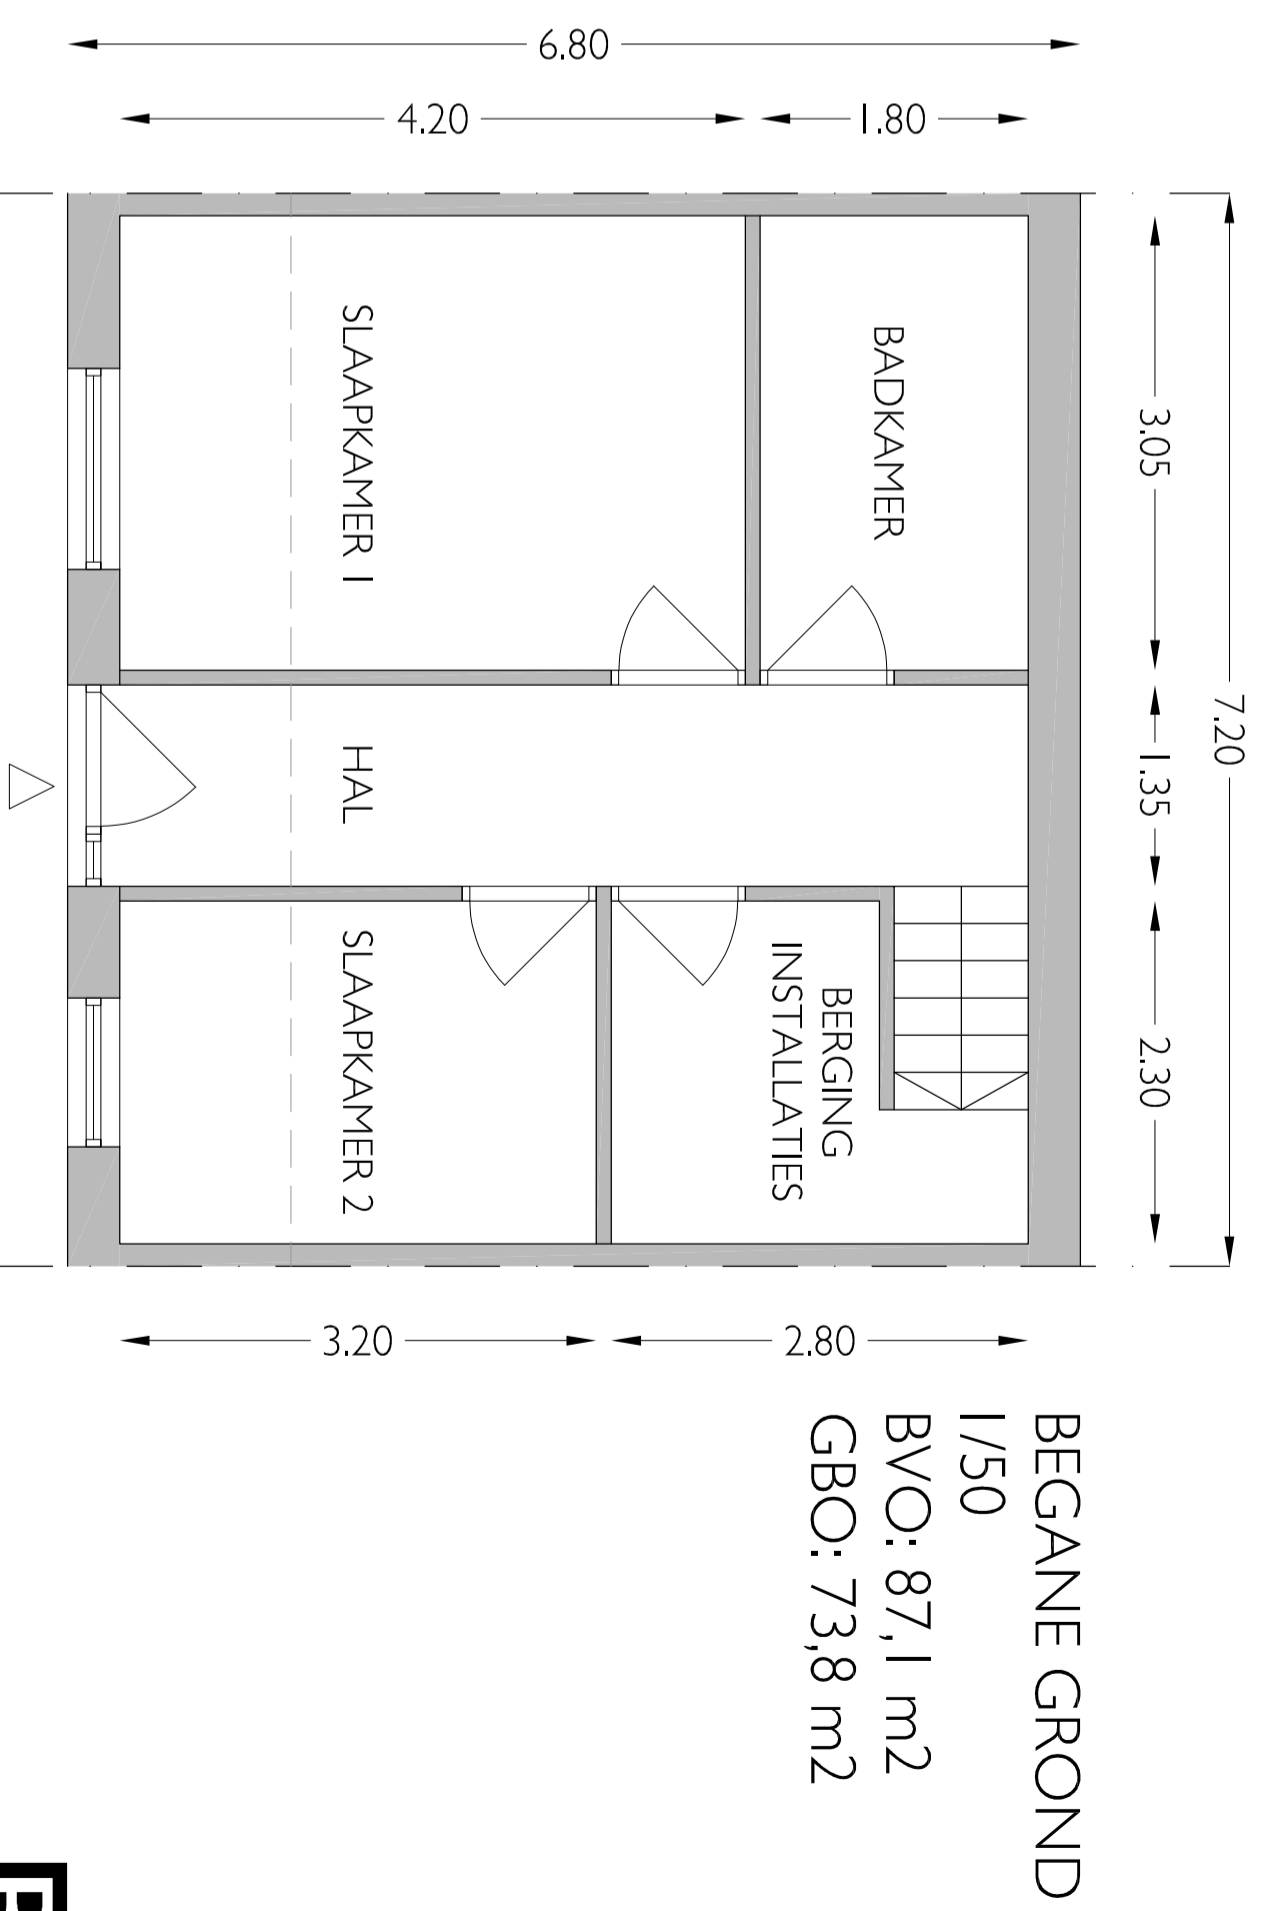 6.80
4.20
1.80
7.20
3.05
1.35
2.30
BADKAMER
SLAAPKAMER 1
HAL
BERGING
INSTALLATIES
SLAAPKAMER 2
3.20
2.80
BEGANE GROND
1/50
BVO: 87,1 m2
GBO: 73,8 m2